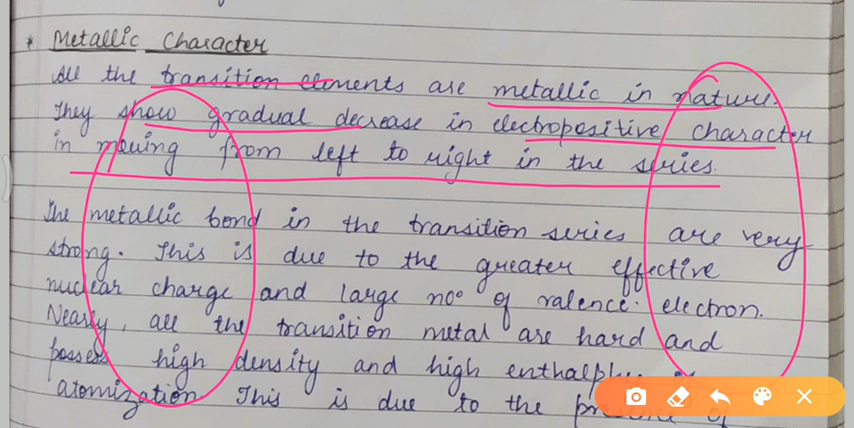 * Metallic Character
All the transition elements are metallic in nature.
They show gradual decrease in electropositive character
in moving from left to right in the series.
The metallic bond in the transition series are very
strong. This is due to the greater effective
nuclear charge and large no. of valence electron.
Nearly, all the transition metal are hard and
possess high density and high
atomization. This is due to the